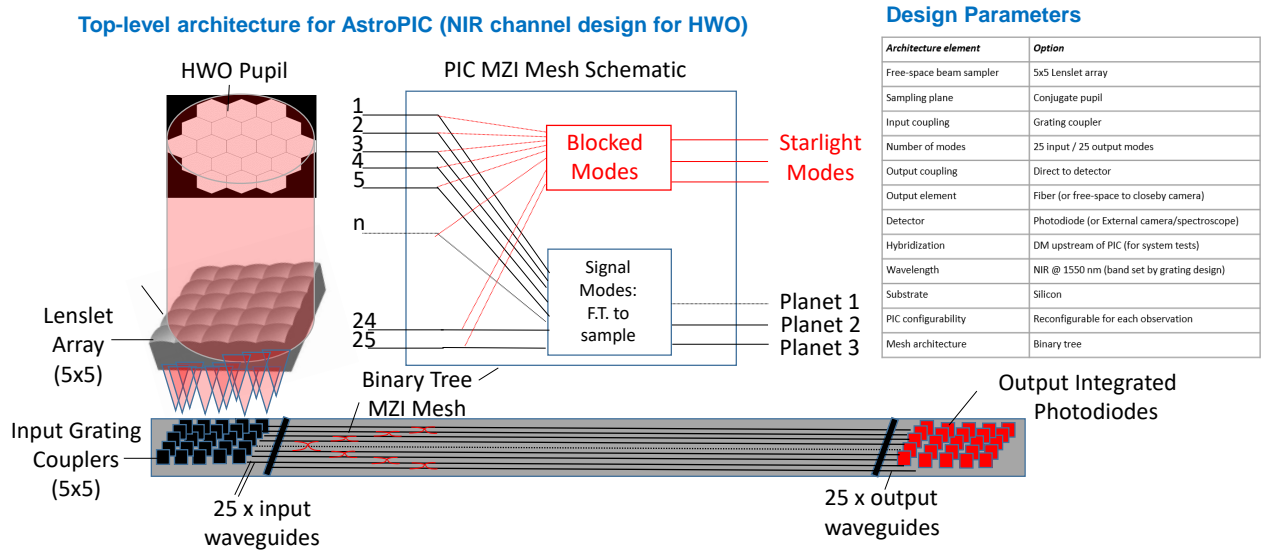 Top-level architecture for AstroPIC (NIR channel design for HWO)
HWO Pupil
Lenslet
Array
(5x5)
Input Grating
Couplers
(5x5)
25 x input
waveguides
PIC MZI Mesh Schematic
1
2
3
4
5
n
24
25
Blocked
Modes
Starlight
Modes
Signal
Modes:
F.T. to
sample
Planet 1
Planet 2
Planet 3
Binary Tree
MZI Mesh
Output Integrated
Photodiodes
25 x output
waveguides
Design Parameters
Architecture element Option
Free-space beam sampler 5x5 Lenslet array
Sampling plane Conjugate pupil
Input coupling Grating coupler
Number of modes 25 input / 25 output modes
Output coupling Direct to detector
Output element Fiber (or free-space to closeby camera)
Detector Photodiode (or External camera/spectroscope)
Hybridization DM upstream of PIC (for system tests)
Wavelength NIR @ 1550 nm (band set by grating design)
Substrate Silicon
PIC configurability Reconfigurable for each observation
Mesh architecture Binary tree